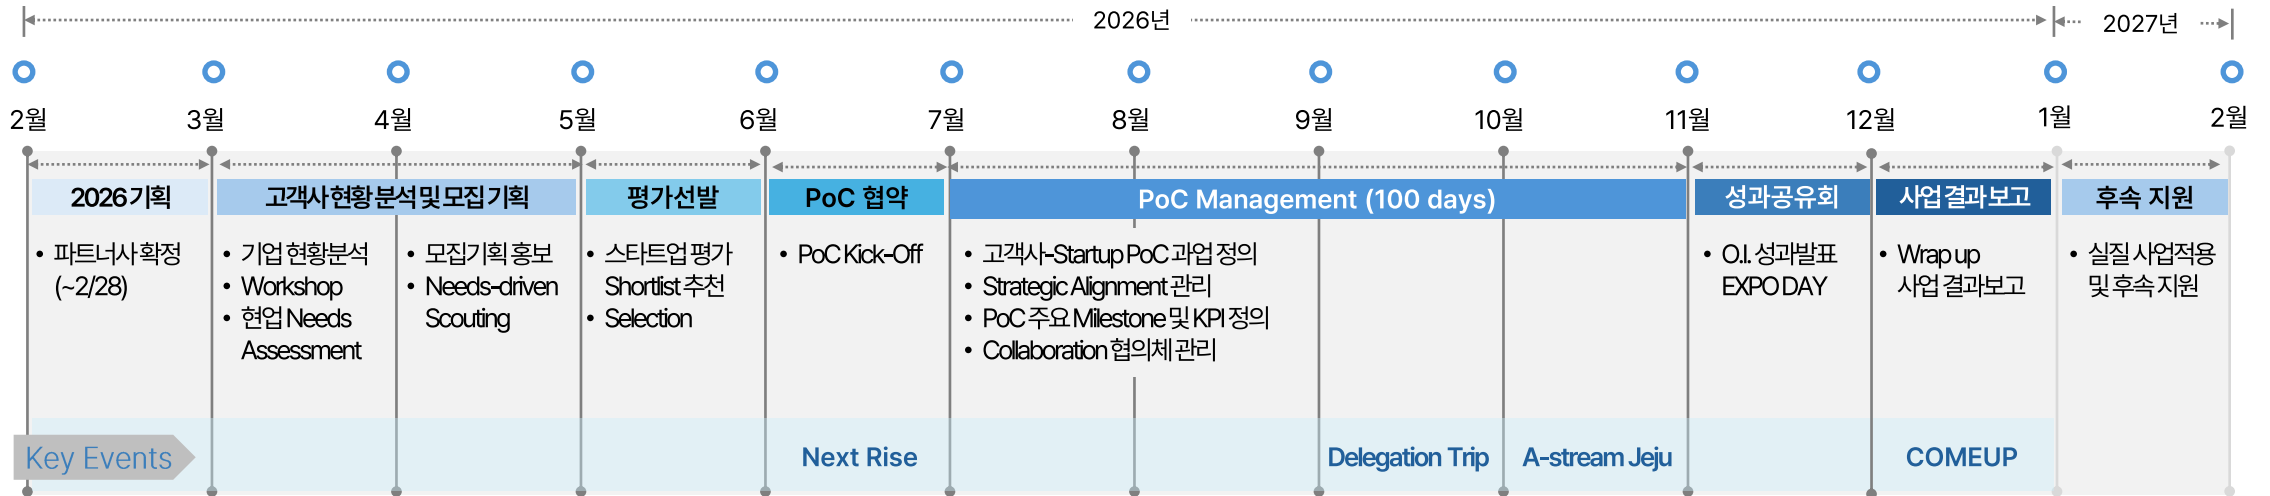 2026년
2027년
2월
3월
4월
5월
6월
7월
8월
9월
10월
11월
12월
1월
2월
2026 기획
고객사 현황 분석 및 모집 기획
평가선발
PoC 협약
PoC Management (100 days)
성과공유회
사업 결과 보고
후속 지원
• 파트너사 확정
(~2/28)
• 기업 현황분석
• Workshop
• 현업 Needs
Assessment
• 모집기획 홍보
• Needs-driven
Scouting
• 스타트업 평가
Shortlist 추천
• Selection
• PoC Kick-Off
• 고객사-Startup PoC 과업 정의
• Strategic Alignment 관리
• PoC 주요 Milestone 및 KPI 정의
• Collaboration 협의체 관리
• O.I. 성과발표
EXPO DAY
• Wrap up
사업 결과보고
• 실질 사업적용
및 후속 지원
Key Events
Next Rise
Delegation Trip
A-stream Jeju
COMEUP